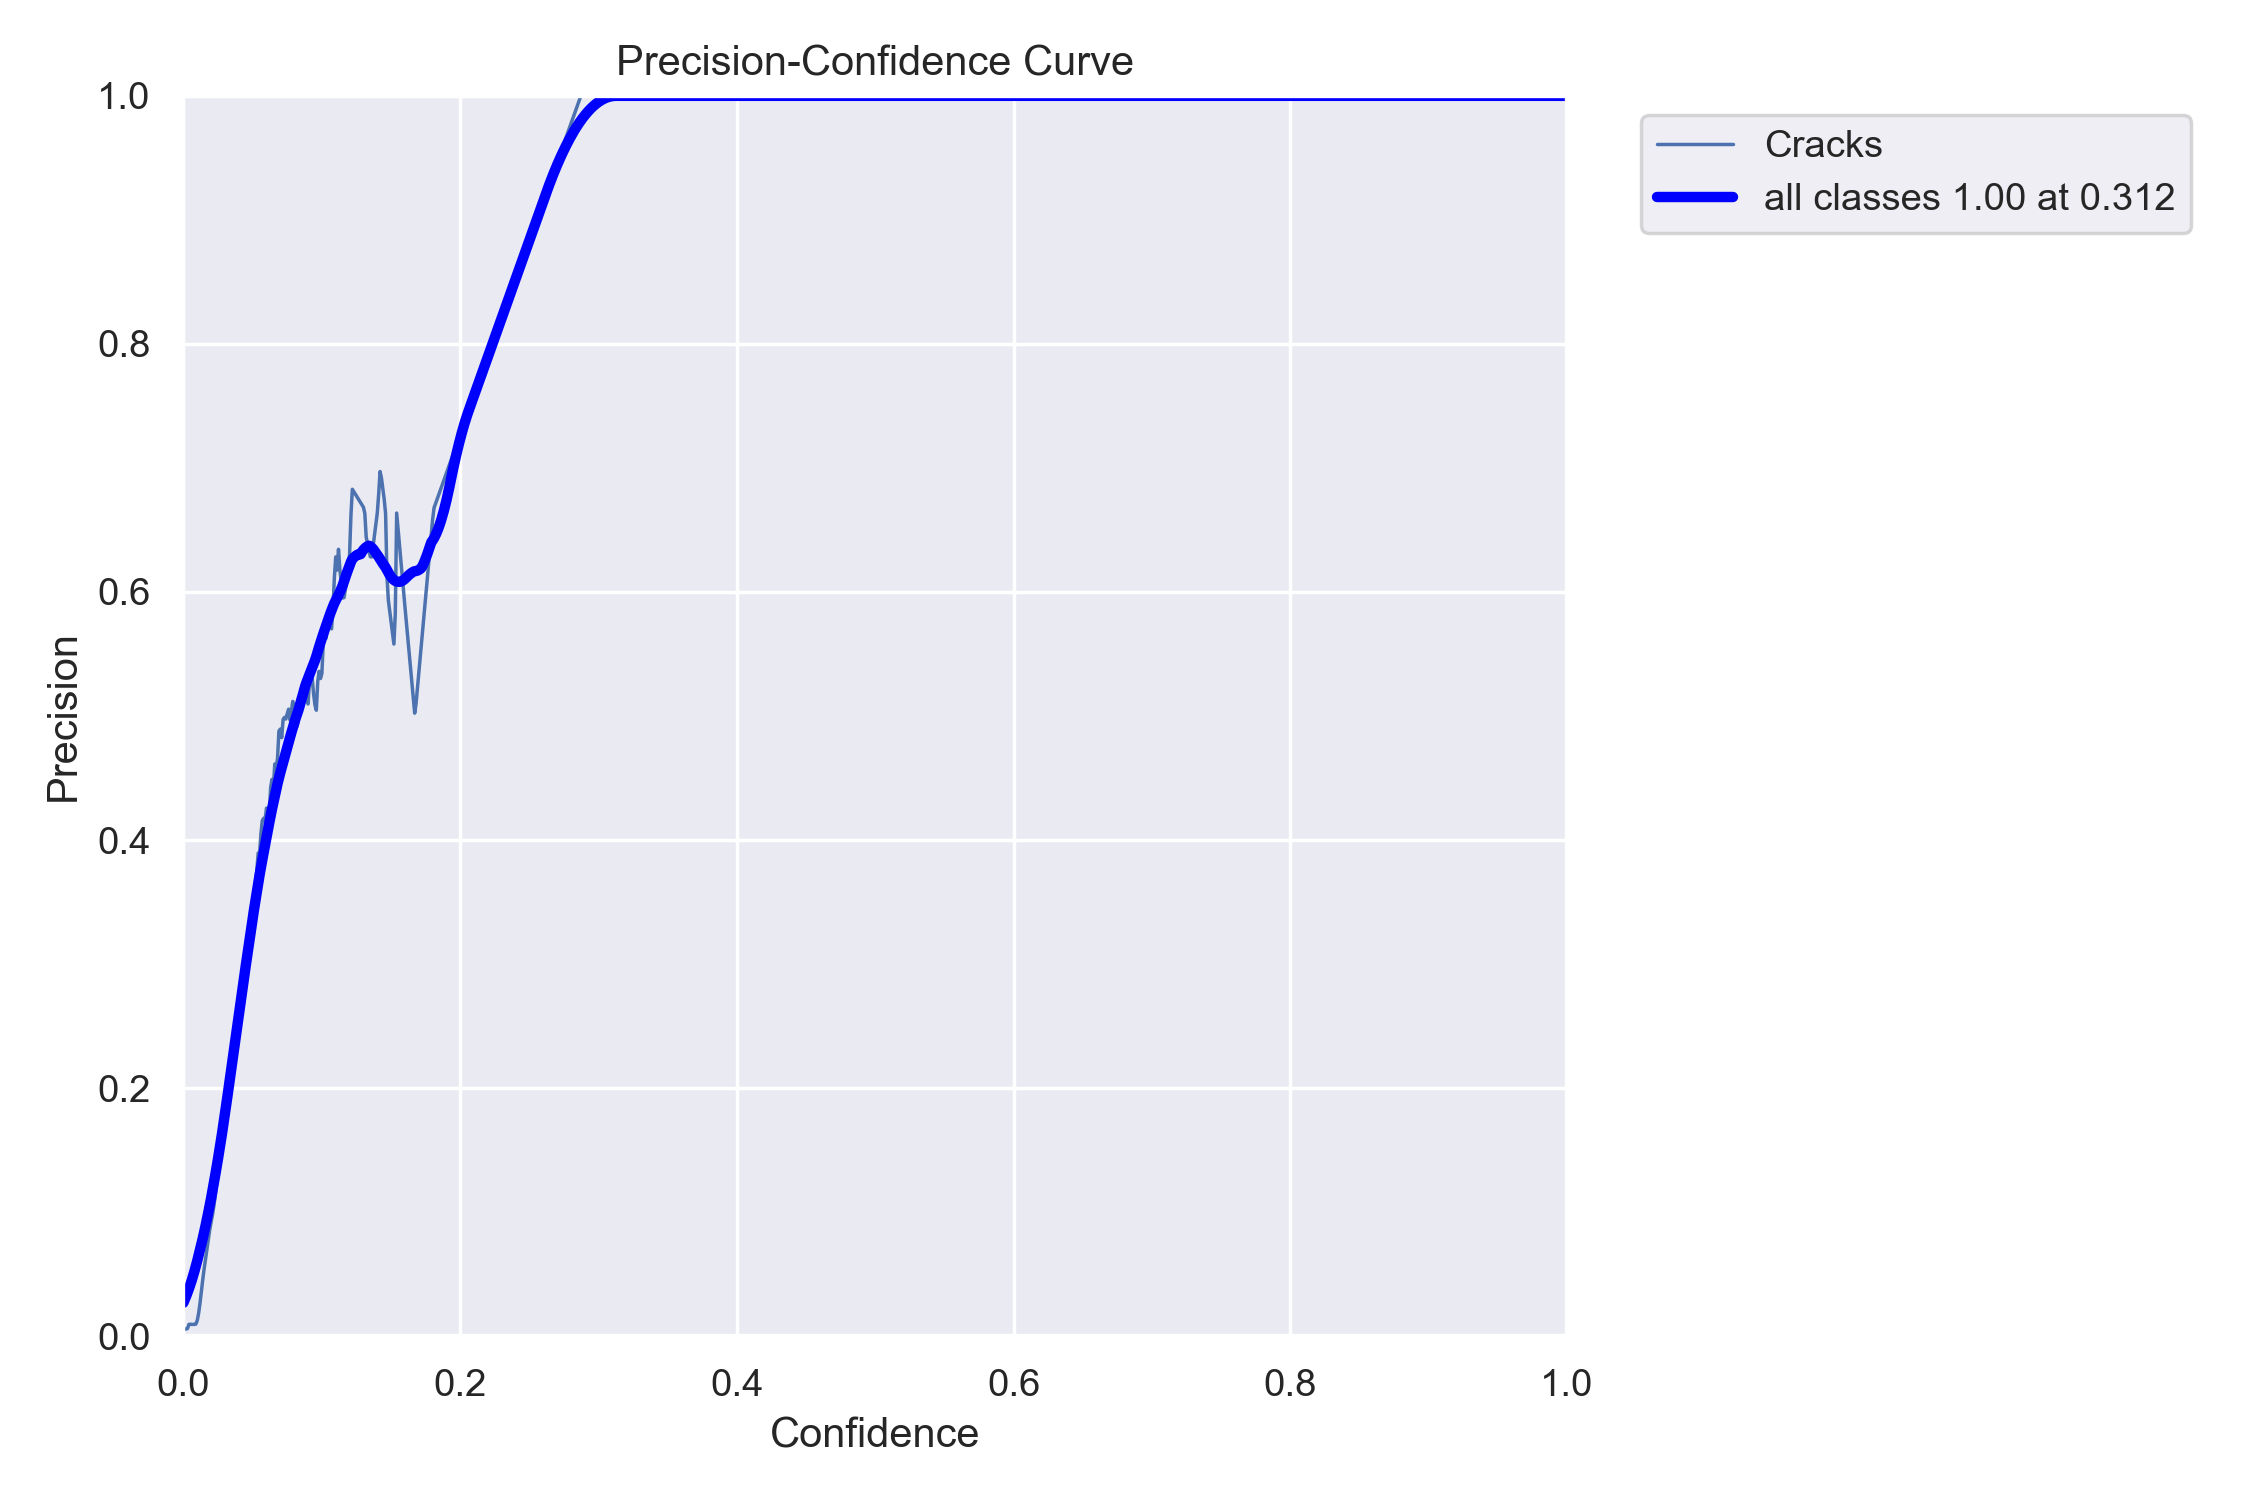 Precision-Confidence Curve
1.0
0.8
0.6
0.4
0.2
0.0
Precision
0.0 0.2 0.4 0.6 0.8 1.0
Confidence
Cracks
all classes 1.00 at 0.312